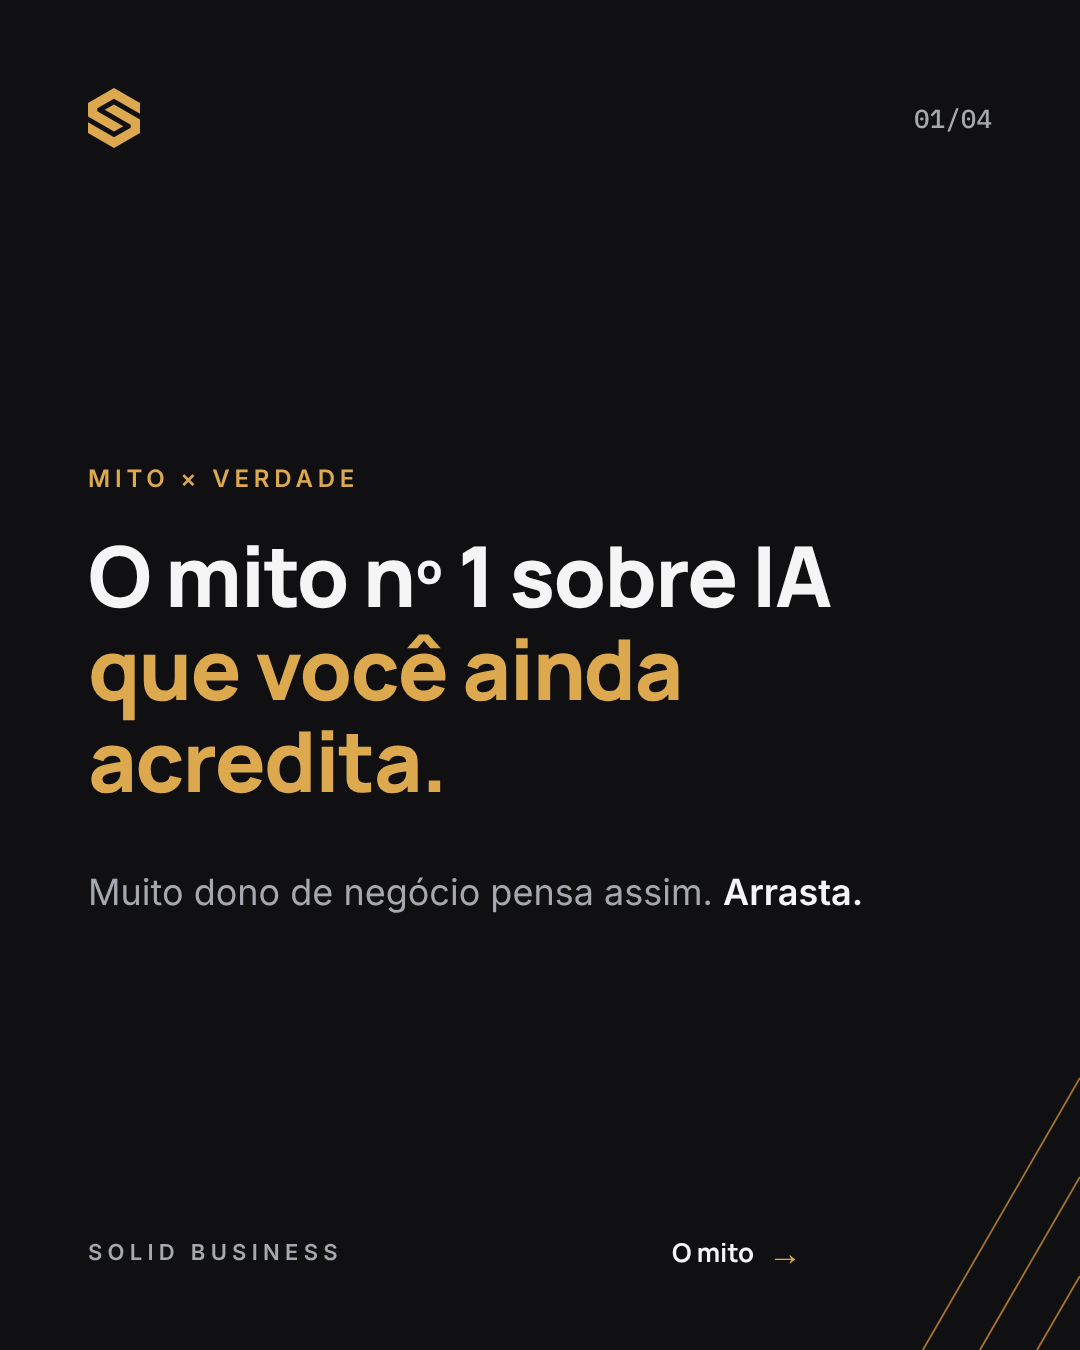 01/04
MITO × VERDADE
O mito nº 1 sobre IA
que você ainda
acredita.
Muito dono de negócio pensa assim. Arrasta.
SOLID BUSINESS
O mito →